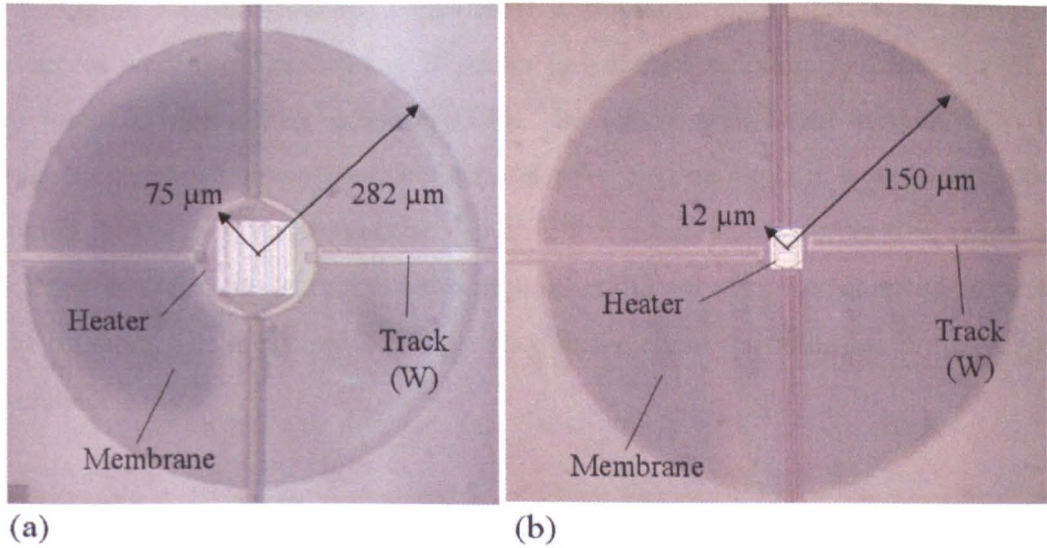 75 μm
282 μm
Heater
Track
(W)
Membrane
(a)
12 μm
150 μm
Heater
Track
(W)
Membrane
(b)